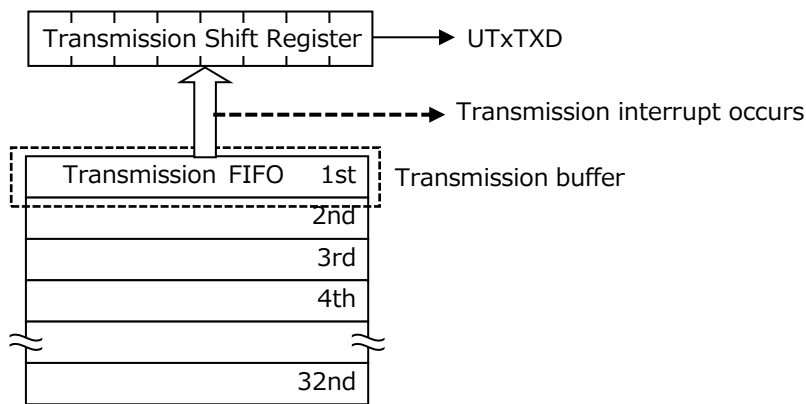 Transmission Shift Register
UTxTXD
Transmission interrupt occurs
Transmission FIFO 1st
Transmission buffer
2nd
3rd
4th
32nd